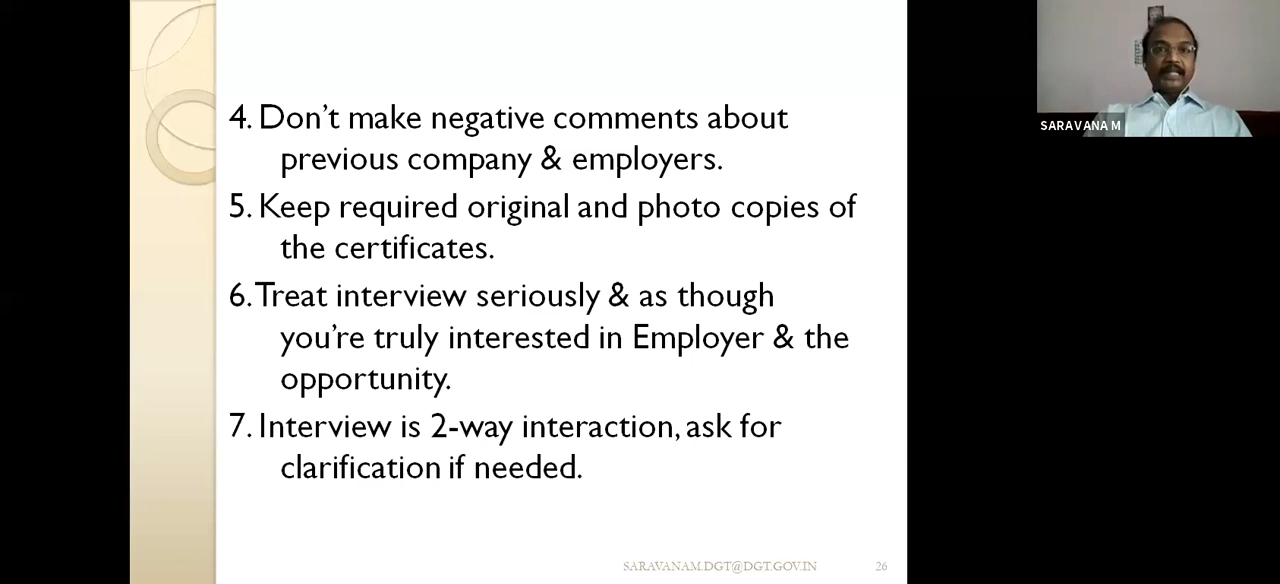 4. Don’t make negative comments about
previous company & employers.
5. Keep required original and photo copies of
the certificates.
6. Treat interview seriously & as though
you’re truly interested in Employer & the
opportunity.
7. Interview is 2-way interaction, ask for
clarification if needed.
SARAVANAM.DGT@DGT.GOV.IN
26
SARAVANA M